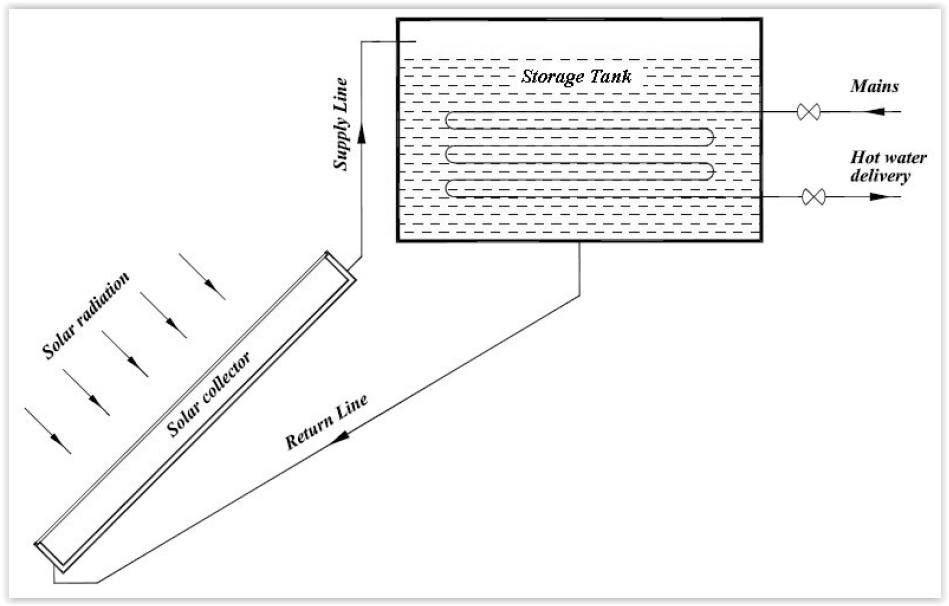 Storage Tank
Mains
Supply Line
Hot water
delivery
Solar radiation
Solar collector
Return Line